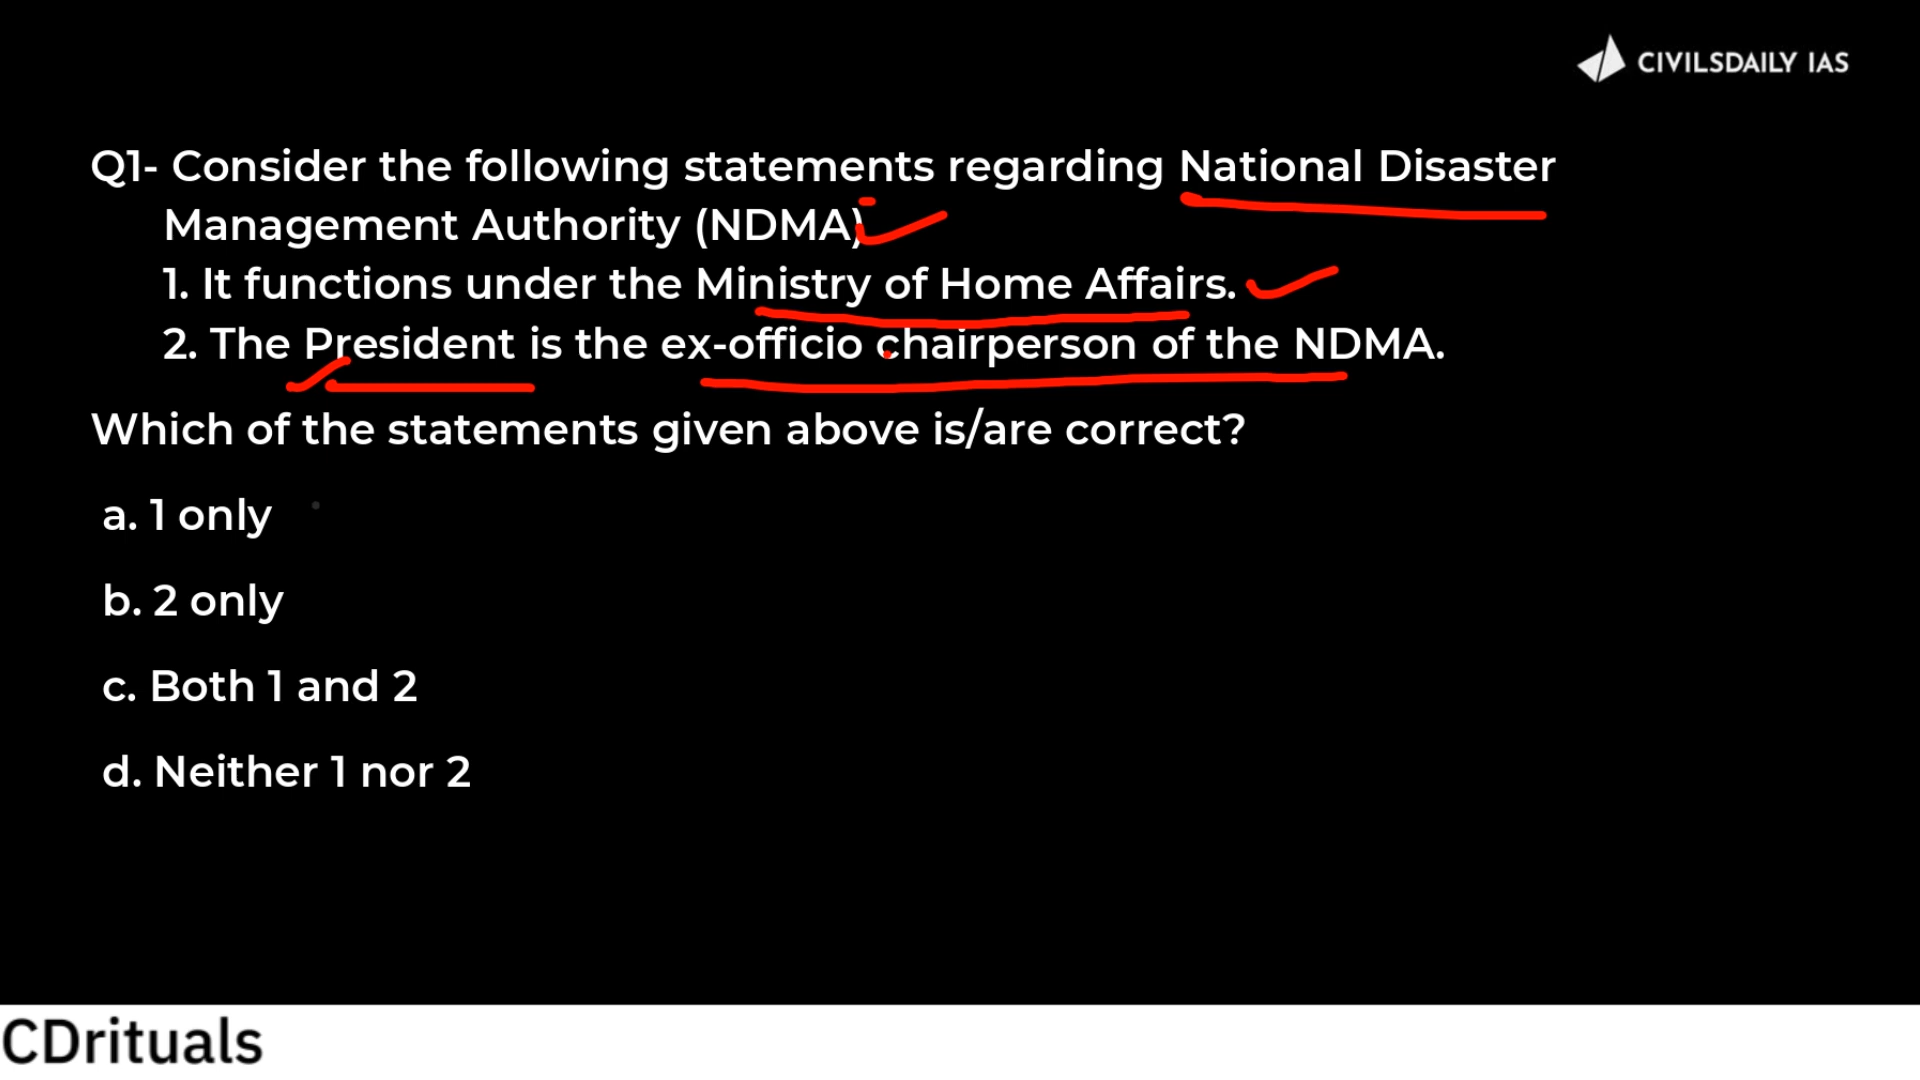 CIVILSDAILY IAS
Q1- Consider the following statements regarding National Disaster
Management Authority (NDMA)
1. It functions under the Ministry of Home Affairs.
2. The President is the ex-officio chairperson of the NDMA.
Which of the statements given above is/are correct?
a. 1 only
b. 2 only
c. Both 1 and 2
d. Neither 1 nor 2
CDrituals